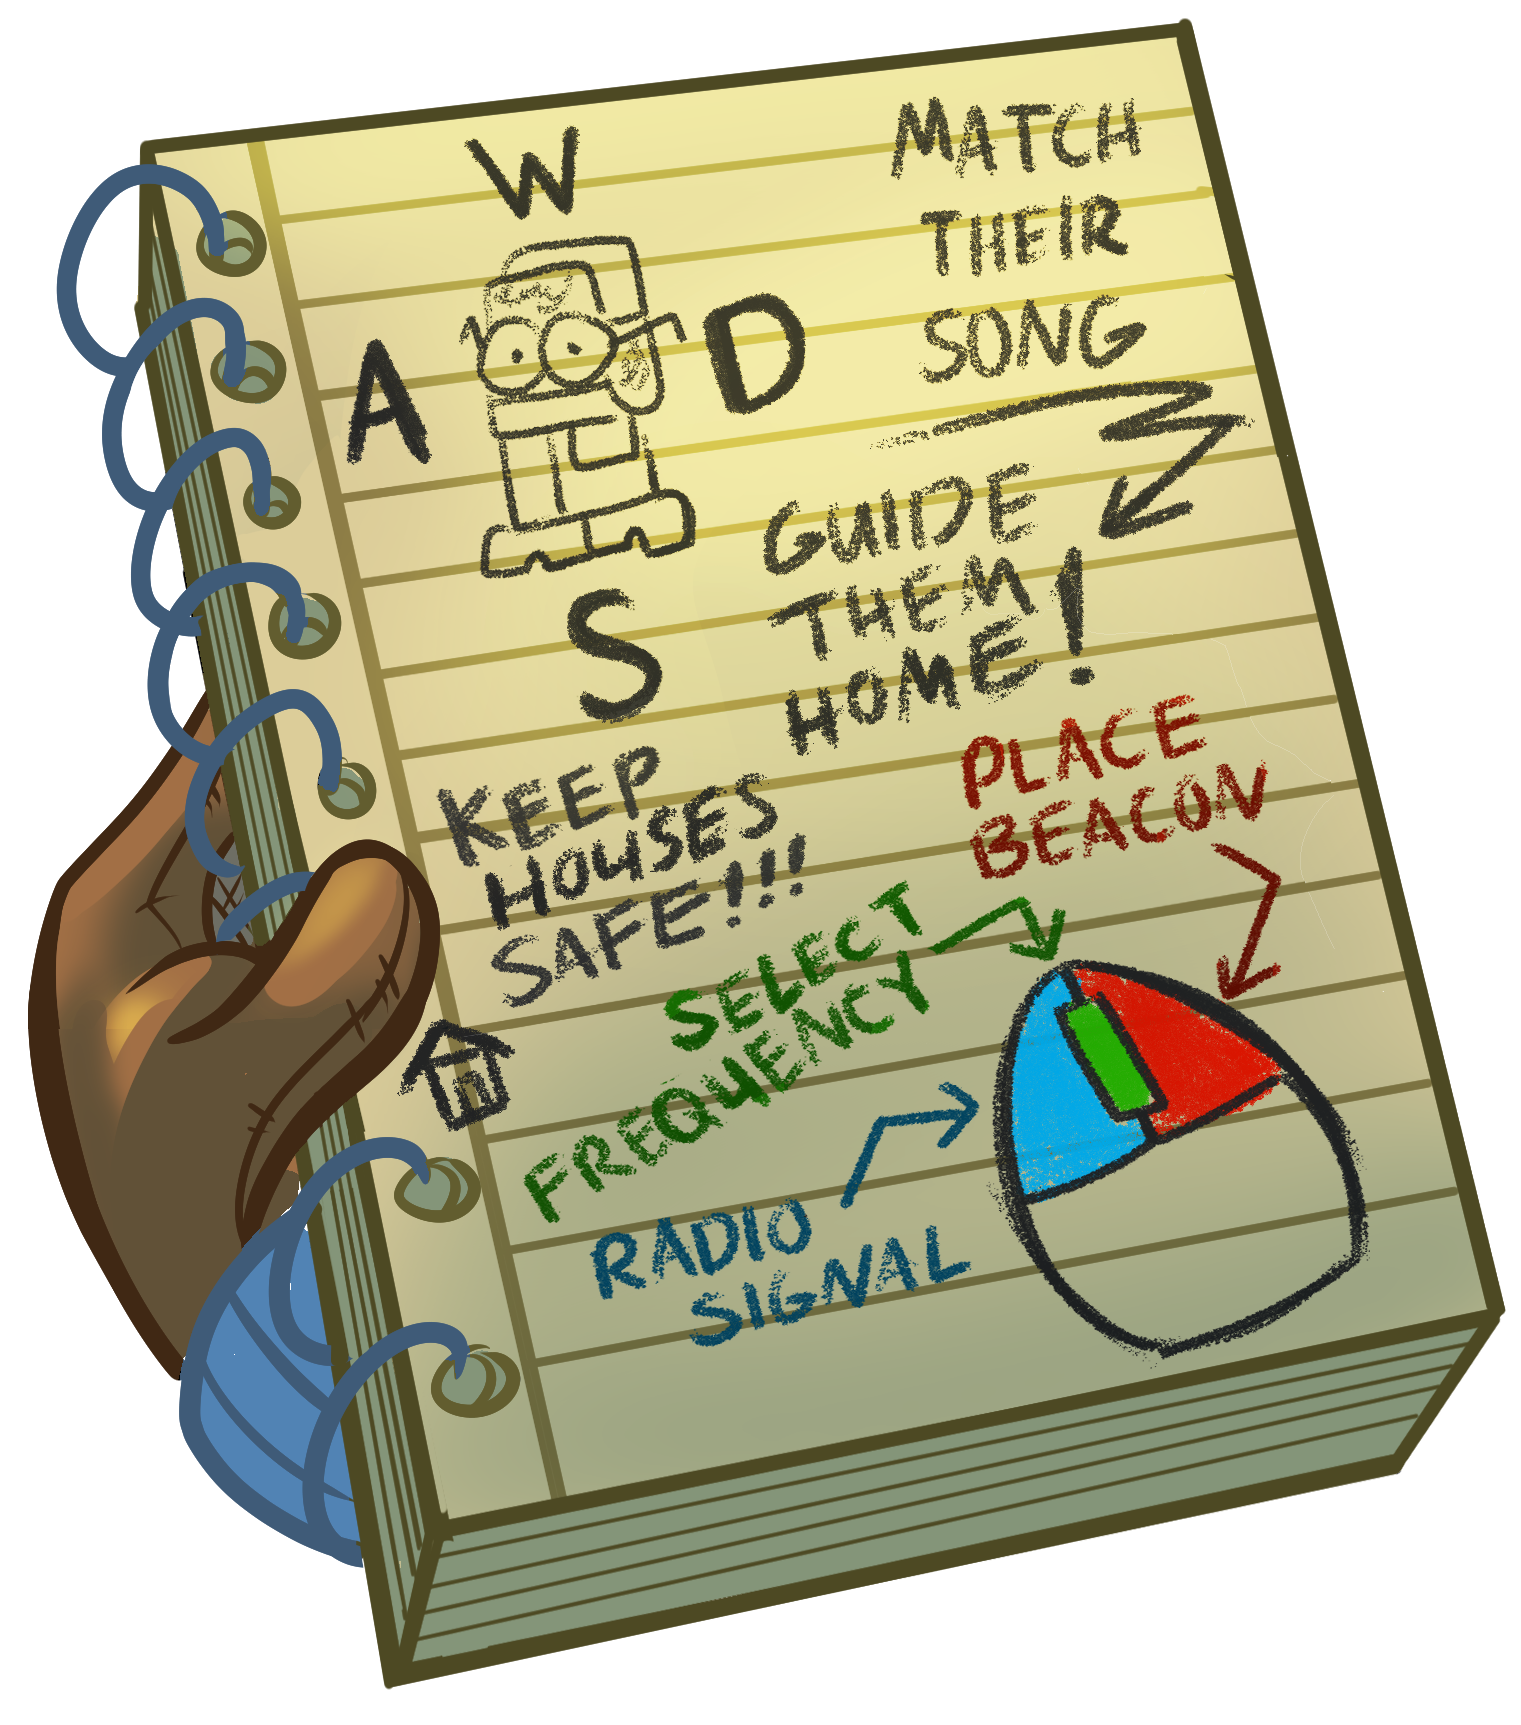 W
A
D
S
MATCH
THEIR
SONG
GUIDE
THEM
HOME!
KEEP
HOUSES
SAFE!!!
PLACE
BEACON
SELECT
FREQUENCY
RADIO
SIGNAL